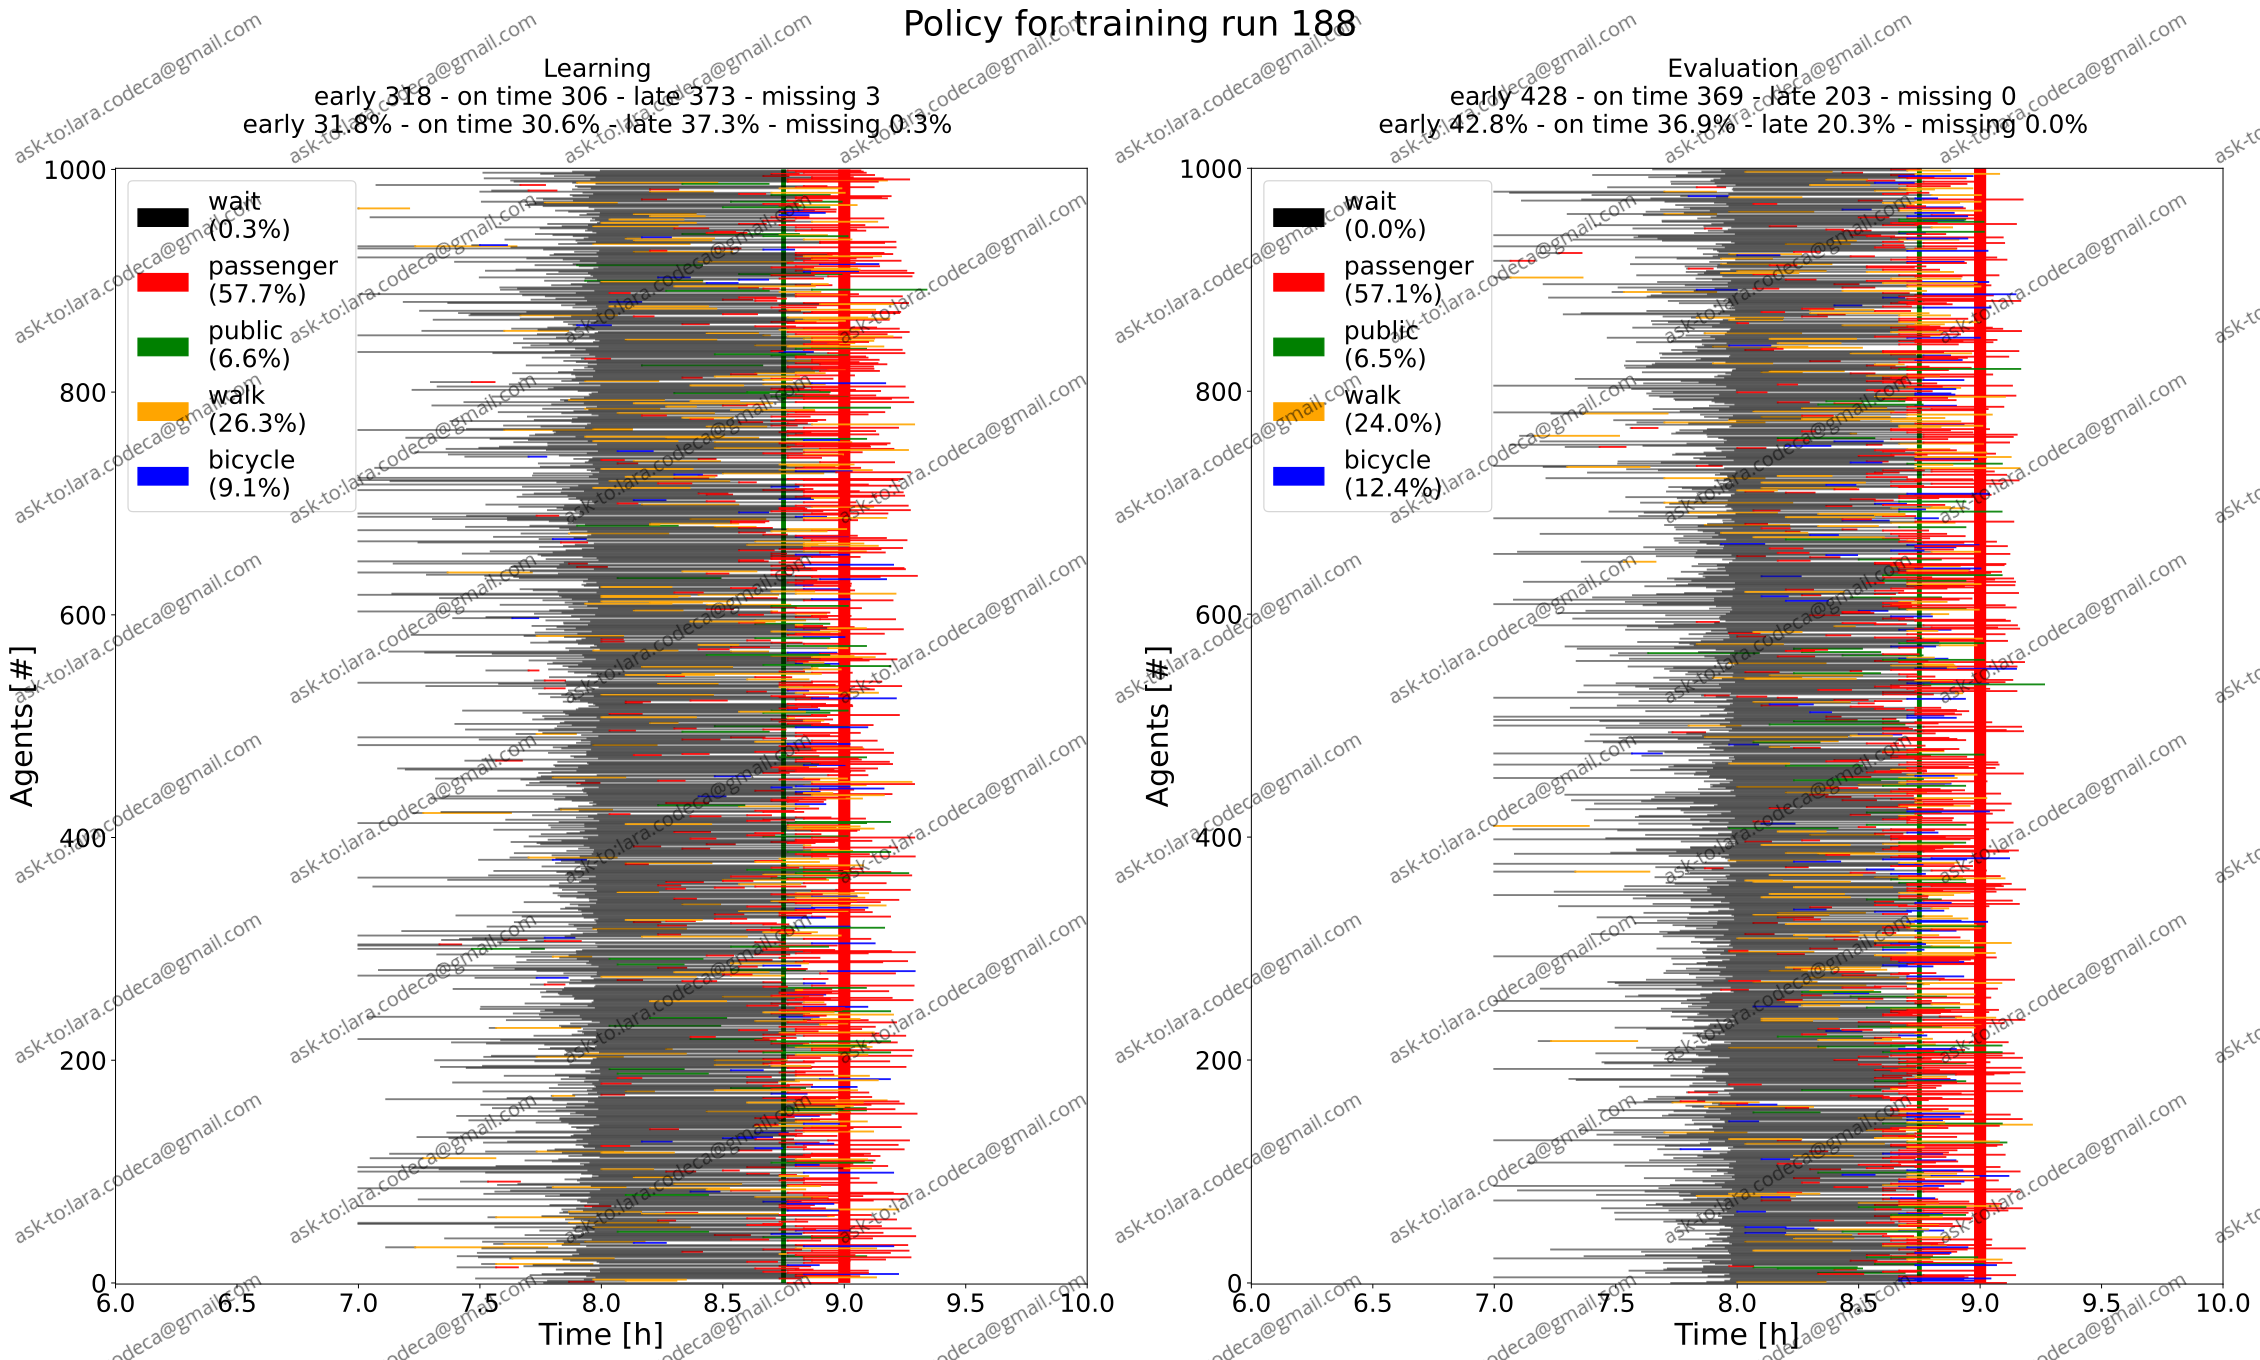 Policy for training run 188
Learning
early 318 - on time 306 - late 373 - missing 3
early 31.8% - on time 30.6% - late 37.3% - missing 0.3%
1000
800
600
400
200
0
Agents [#]
wait
(0.3%)
passenger
(57.7%)
public
(6.6%)
walk
(26.3%)
bicycle
(9.1%)
6.0 6.5 7.0 7.5 8.0 8.5 9.0 9.5 10.0
Time [h]
Evaluation
early 428 - on time 369 - late 203 - missing 0
early 42.8% - on time 36.9% - late 20.3% - missing 0.0%
1000
800
600
400
200
0
Agents [#]
wait
(0.0%)
passenger
(57.1%)
public
(6.5%)
walk
(24.0%)
bicycle
(12.4%)
6.0 6.5 7.0 7.5 8.0 8.5 9.0 9.5 10.0
Time [h]
ask-to:lara.codeca@gmail.com